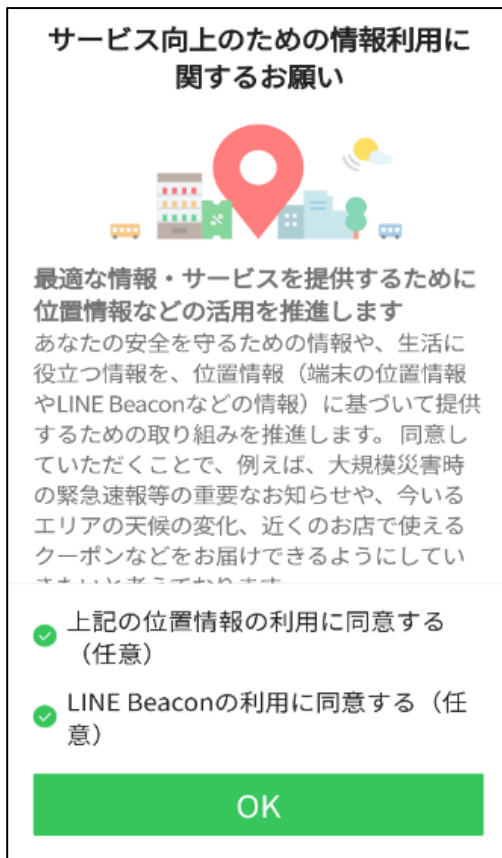 サービス向上のための情報利用に
関するお願い
%
最適な情報・サービスを提供するために
位置情報などの活用を推進します
あなたの安全を守るための情報や、生活に
役立つ情報を、位置情報（端末の位置情報
やLINE Beaconなどの情報）に基づいて提供
するための取り組みを推進します。 同意し
ていただくことで、例えば、大規模災害時
の緊急速報等の重要なお知らせや、今いる
エリアの天候の変化、近くのお店で使える
クーポンなどをお届けできるようにしてい
きたいと考えております
上記の位置情報の利用に同意する
（任意）
LINE Beaconの利用に同意する（任
意）
OK